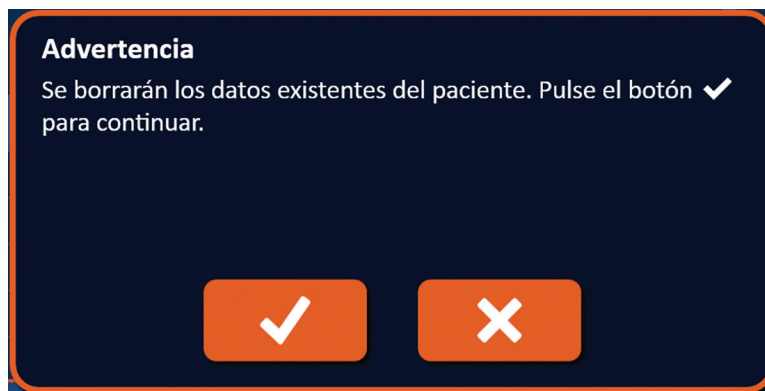 Advertencia
Se borrarán los datos existentes del paciente. Pulse el botón ✔
para continuar.